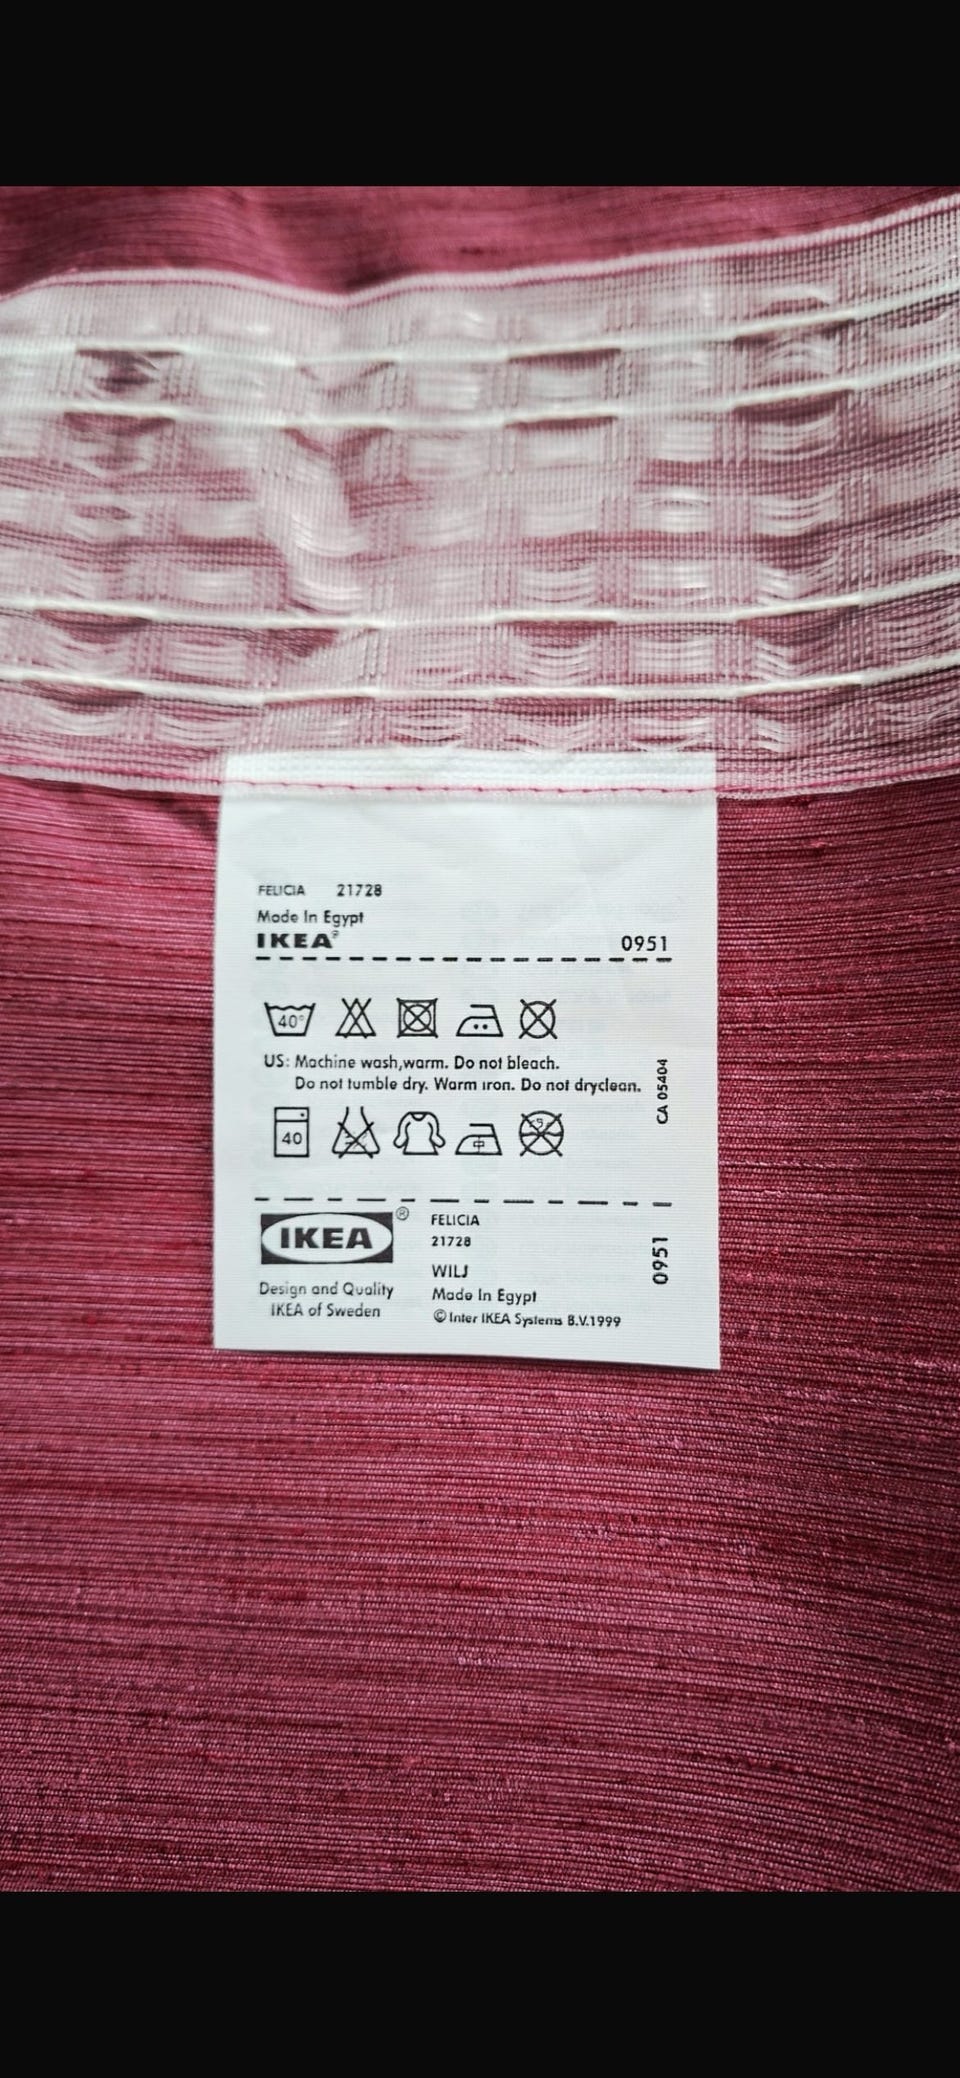 FELICIA 21728
Made In Egypt
IKEA®
0951
40°
US: Machine wash,warm. Do not bleach.
Do not tumble dry. Warm iron. Do not dryclean.
CA 05404
40
中
IKEA®
Design and Quality
IKEA of Sweden
FELICIA
21728
WILJ
Made In Egypt
© Inter IKEA Systems B.V.1999
0951